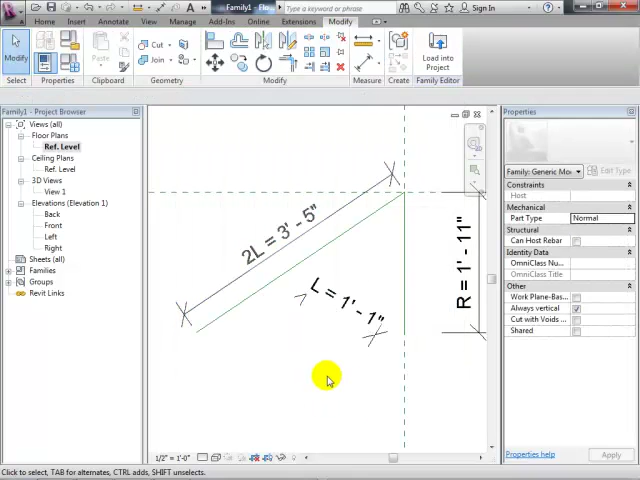 Family1 - Flo
Sign In
Home
Insert
Annotate
View
Manage
Add-Ins
Online
Extensions
Modify
Modify
Cut
Join
Load into
Project
Select
Properties
Clipboard
Geometry
Modify
Measure
Create
Family Editor
Family1 - Project Browser
Views (all)
Floor Plans
Ref. Level
Ceiling Plans
Ref. Level
3D Views
View 1
Elevations (Elevation 1)
Back
Front
Left
Right
Sheets (all)
Families
Groups
Revit Links
2L = 3' - 5"
L = 1' - 1"
R = 1' - 11"
Properties
Family: Generic Mo
Edit Type
Constraints
Host
Mechanical
Part Type
Normal
Structural
Can Host Rebar
Identity Data
OmniClass Nu...
OmniClass Title
Other
Work Plane-Bas...
Always vertical
Cut with Voids ...
Shared
Properties help
Apply
1/2" = 1'-0"
Click to select, TAB for alternates, CTRL adds, SHIFT unselects.